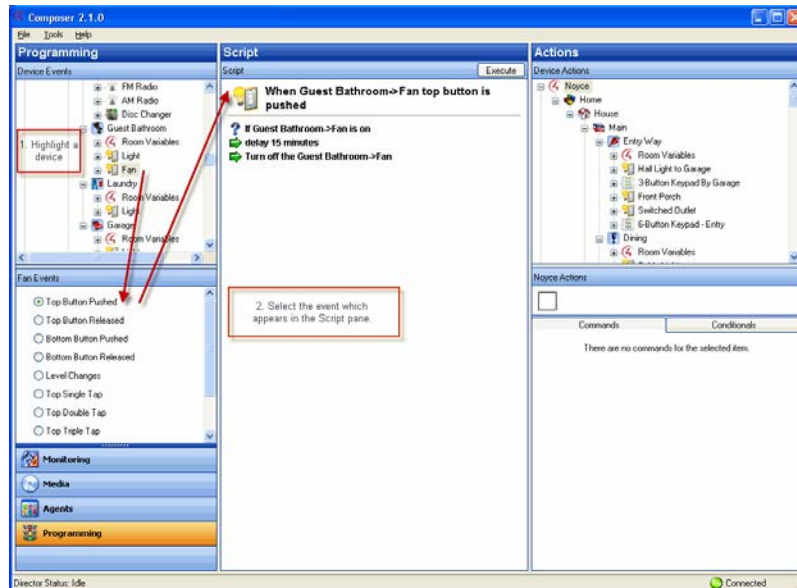 Composer 2.1.0
File Tools Help
Programming
Device Events
FM Radio
AM Radio
Disc Changer
Guest Bathroom
Room Variables
Light
Fan
Laundry
Room Variables
Light
Garage
Room Variables
1. Highlight a
device
Fan Events
Top Button Pushed
Top Button Released
Bottom Button Pushed
Bottom Button Released
Level Changes
Top Single Tap
Top Double Tap
Top Triple Tap
Monitoring
Media
Agents
Programming
Script
Script Execute
When Guest Bathroom->Fan top button is
pushed
If Guest Bathroom->Fan is on
delay 15 minutes
Turn off the Guest Bathroom->Fan
2. Select the event which
appears in the Script pane.
Actions
Device Actions
Noyce
Home
House
Main
Entry Way
Room Variables
Hall Light to Garage
3-Button Keypad By Garage
Front Porch
Switched Outlet
6-Button Keypad - Entry
Dining
Room Variables
Noyce Actions
Commands Conditionals
There are no commands for the selected item.
Director Status: Idle
Connected